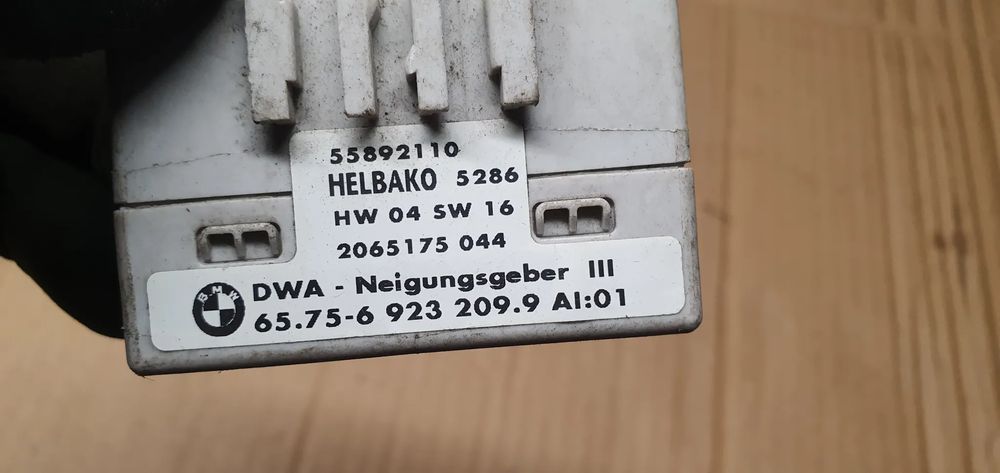 55892110
HELBAKO 5286
HW 04 SW 16
2065175 044
BMW DWA - Neigungsgeber III
65.75-6 923 209.9 AI:01